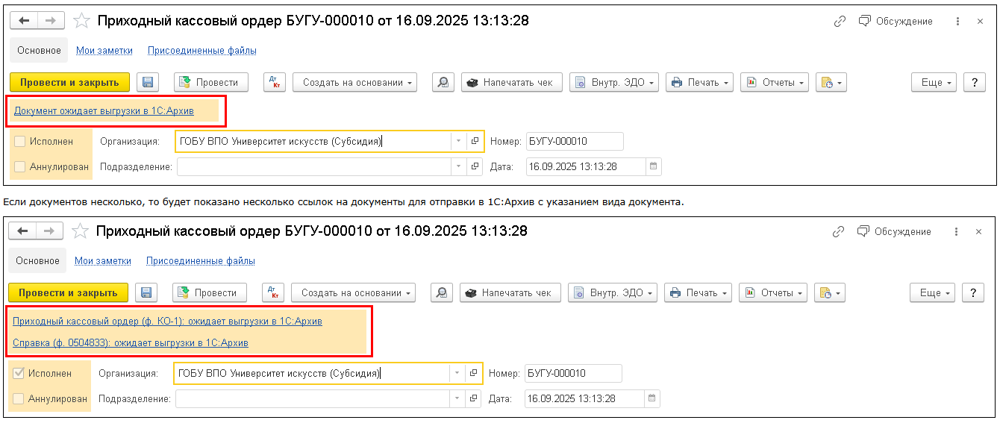 Приходный кассовый ордер БУГУ-000010 от 16.09.2025 13:13:28 Обсуждение
Основное Мои заметки Присоединенные файлы
Провести и закрыть Провести Дт Кт Создать на основании Напечатать чек Внутр. ЭДО Печать Отчеты Еще ?
Документ ожидает выгрузки в 1С:Архив
Исполнен Организация: ГОБУ ВПО Университет искусств (Субсидия) Номер: БУГУ-000010
Аннулирован Подразделение: Дата: 16.09.2025 13:13:28
Если документов несколько, то будет показано несколько ссылок на документы для отправки в 1С:Архив с указанием вида документа.
Приходный кассовый ордер БУГУ-000010 от 16.09.2025 13:13:28 Обсуждение
Основное Мои заметки Присоединенные файлы
Провести и закрыть Провести Дт Кт Создать на основании Напечатать чек Внутр. ЭДО Печать Отчеты Еще ?
Приходный кассовый ордер (ф. КО-1): ожидает выгрузки в 1С:Архив
Справка (ф. 0504833): ожидает выгрузки в 1С:Архив
Исполнен Организация: ГОБУ ВПО Университет искусств (Субсидия) Номер: БУГУ-000010
Аннулирован Подразделение: Дата: 16.09.2025 13:13:28